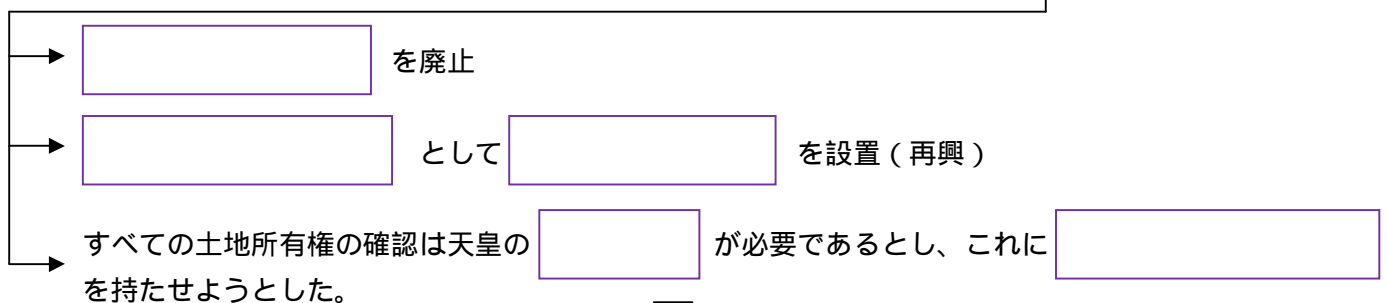 を廃止
として を設置(再興)
すべての土地所有権の確認は天皇の が必要であるとし、これに
を持たせようとした。